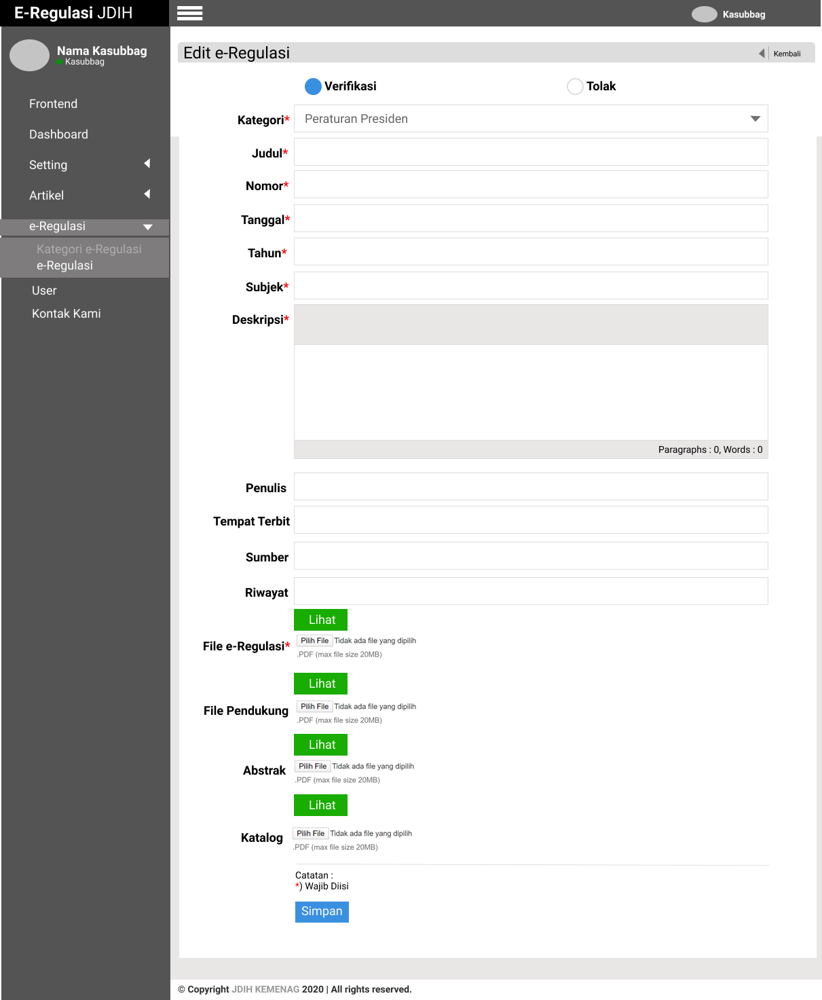 E-Regulasi JDIH
Kasubbag
Nama Kasubbag
Kasubbag
Frontend
Dashboard
Setting
Artikel
e-Regulasi
Kategori e-Regulasi
e-Regulasi
User
Kontak Kami
Edit e-Regulasi
Kembali
Verifikasi
Tolak
Kategori*
Peraturan Presiden
Judul*
Nomor*
Tanggal*
Tahun*
Subjek*
Deskripsi*
Paragraphs : 0, Words : 0
Penulis
Tempat Terbit
Sumber
Riwayat
Lihat
File e-Regulasi*
Pilih File Tidak ada file yang dipilih
.PDF (max file size 20MB)
Lihat
File Pendukung
Pilih File Tidak ada file yang dipilih
.PDF (max file size 20MB)
Lihat
Abstrak
Pilih File Tidak ada file yang dipilih
.PDF (max file size 20MB)
Lihat
Katalog
Pilih File Tidak ada file yang dipilih
.PDF (max file size 20MB)
Catatan :
*) Wajib Diisi
Simpan
© Copyright JDIH KEMENAG 2020 | All rights reserved.